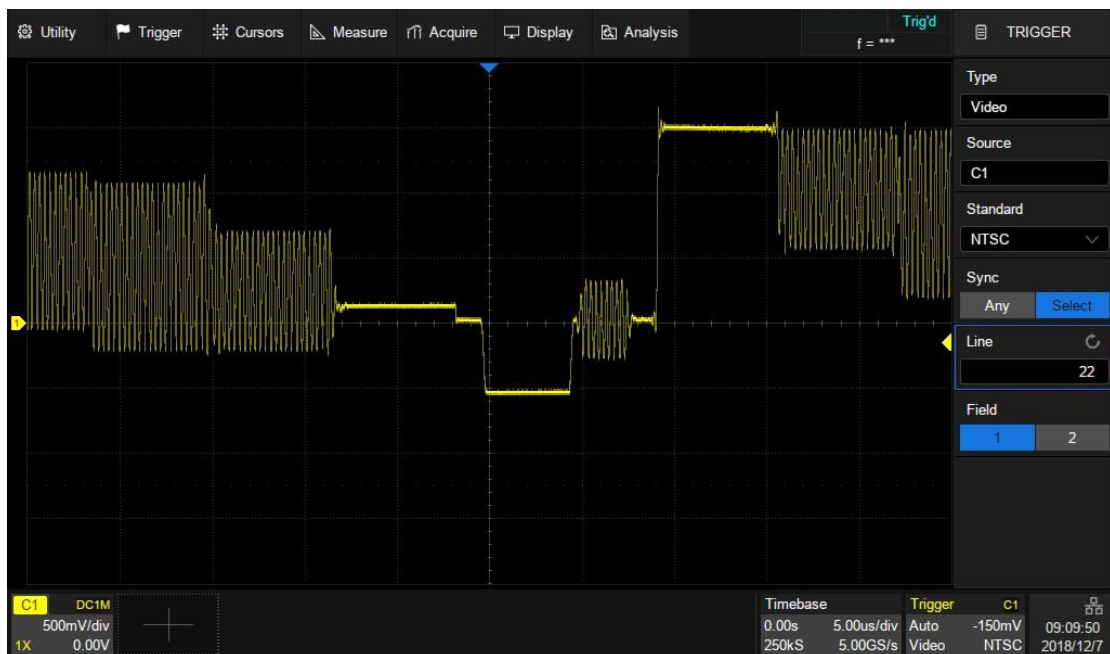 Utility Trigger Cursors Measure Acquire Display Analysis
Trig'd
f = ***
TRIGGER
Type
Video
Source
C1
Standard
NTSC
Sync
Any Select
Line
22
Field
1 2
1
C1 DC1M
500mV/div
1X 0.00V
Timebase
0.00s 5.00us/div
250kS 5.00GS/s
Trigger C1
Auto -150mV
Video NTSC
09:09:50
2018/12/7